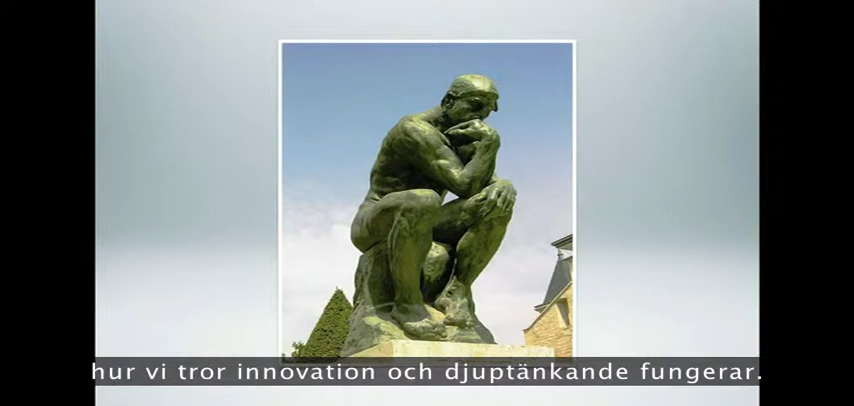 hur vi tror innovation och djuptänkande fungerar.